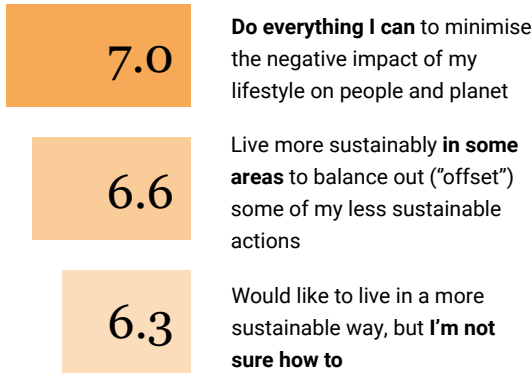 7.0
Do everything I can to minimise
the negative impact of my
lifestyle on people and planet
6.6
Live more sustainably in some
areas to balance out (“offset”)
some of my less sustainable
actions
6.3
Would like to live in a more
sustainable way, but I’m not
sure how to